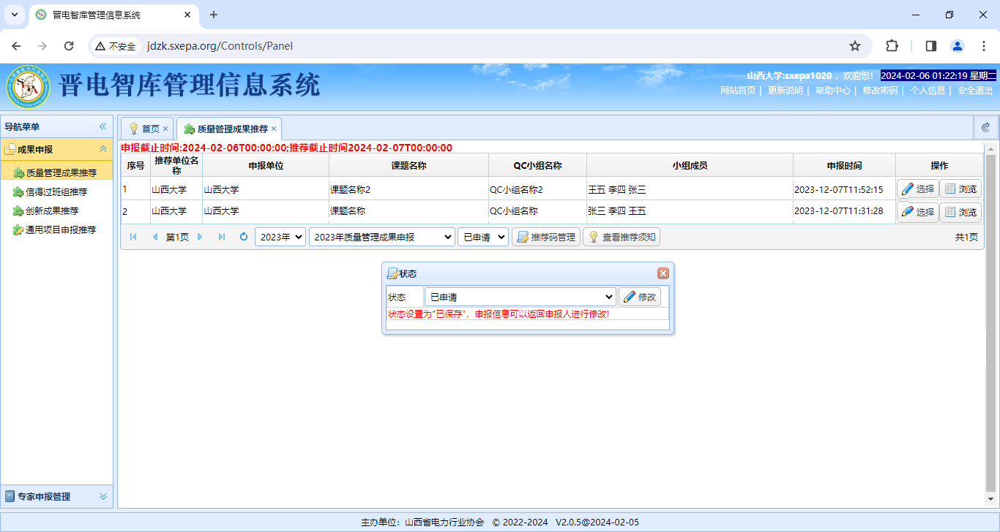 晋电智库管理信息系统
不安全 jdzk.sxepa.org/Controls/Panel
晋电智库管理信息系统
山西大学:sxepa1020 ，欢迎您! 2024-02-06 01:22:19 星期二
网站首页 | 更新说明 | 帮助中心 | 修改密码 | 个人信息 | 安全退出
导航菜单
成果申报
质量管理成果推荐
信得过班组推荐
创新成果推荐
通用项目申报推荐
专家申报管理
首页 质量管理成果推荐
申报截止时间:2024-02-06T00:00:00;推荐截止时间2024-02-07T00:00:00
序号 推荐单位名称 申报单位 课题名称 QC小组名称 小组成员 申报时间 操作
1 山西大学 山西大学 课题名称2 QC小组名称2 王五 李四 张三 2023-12-07T11:52:15 选择 浏览
2 山西大学 山西大学 课题名称 QC小组名称 张三 李四 王五 2023-12-07T11:31:28 选择 浏览
第1页 2023年 2023年质量管理成果申报 已申请 推荐码管理 查看推荐须知 共1页
状态
状态 已申请 修改
状态设置为"已保存"，申报信息可以返回申报人进行修改!
主办单位：山西省电力行业协会 © 2022-2024 V2.0.5@2024-02-05